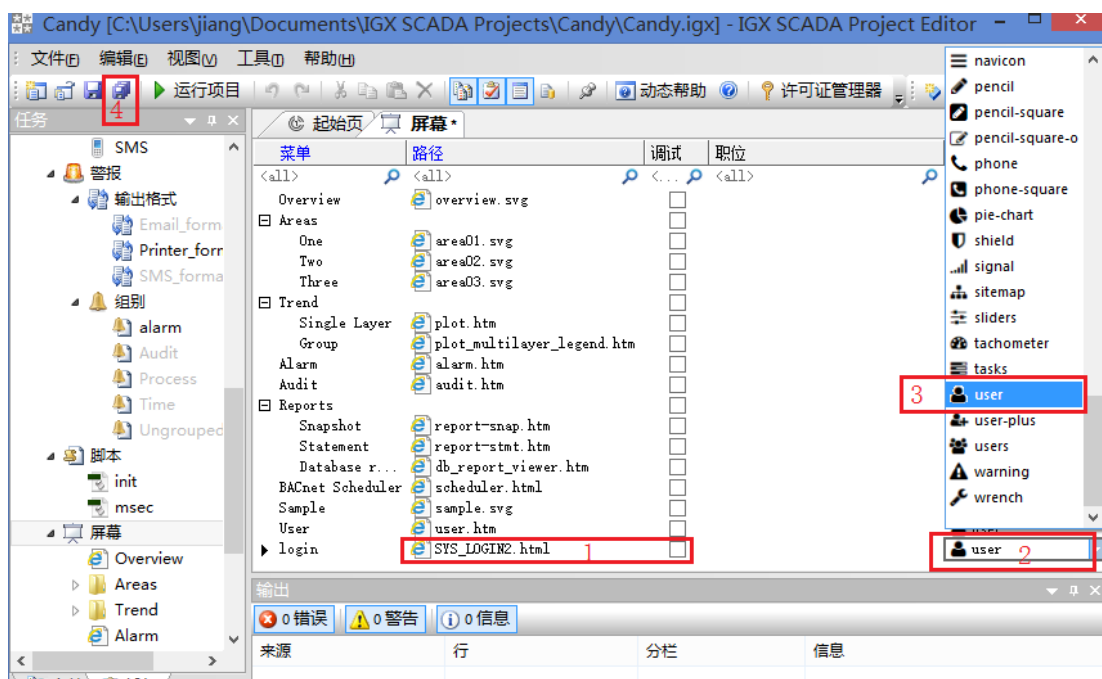 Candy [C:\Users\jiang\Documents\IGX SCADA Projects\Candy\Candy.igx] - IGX SCADA Project Editor
文件(F) 编辑(E) 视图(V) 工具(T) 帮助(H)
运行项目 动态帮助 许可证管理器
4
任务
起始页 屏幕*
SMS
警报
输出格式
Email_form
Printer_forr
SMS_forma
组别
alarm
Audit
Process
Time
Ungrouped
脚本
init
msec
屏幕
Overview
Areas
Trend
Alarm
菜单 路径 调试 职位
<all> <all> <... <all>
Overview overview.svg
Areas
One area01.svg
Two area02.svg
Three area03.svg
Trend
Single Layer plot.htm
Group plot_multilayer_legend.htm
Alarm alarm.htm
Audit audit.htm
Reports
Snapshot report-snap.htm
Statement report-stmt.htm
Database r... db_report_viewer.htm
BACnet Scheduler scheduler.html
Sample sample.svg
User user.htm
login SYS_LOGIN2.html 1
navicon
pencil
pencil-square
pencil-square-o
phone
phone-square
pie-chart
shield
signal
sitemap
sliders
tachometer
tasks
3 user
user-plus
users
warning
wrench
user 2
输出
0 错误 0 警告 0 信息
来源 行 分栏 信息